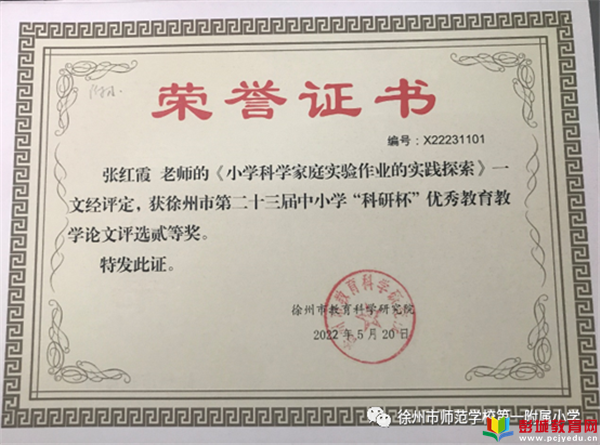 荣誉证书
编号：X22231101
张红霞 老师的《小学科学家庭实验作业的实践探索》一
文经评定，获徐州市第二十三届中小学“科研杯”优秀教育教
学论文评选贰等奖。
特发此证。
徐州市教育科学研究院
2022年5月20日
徐州市师范学校第一附属小学
彭城教育网
www.pcjyedu.cn